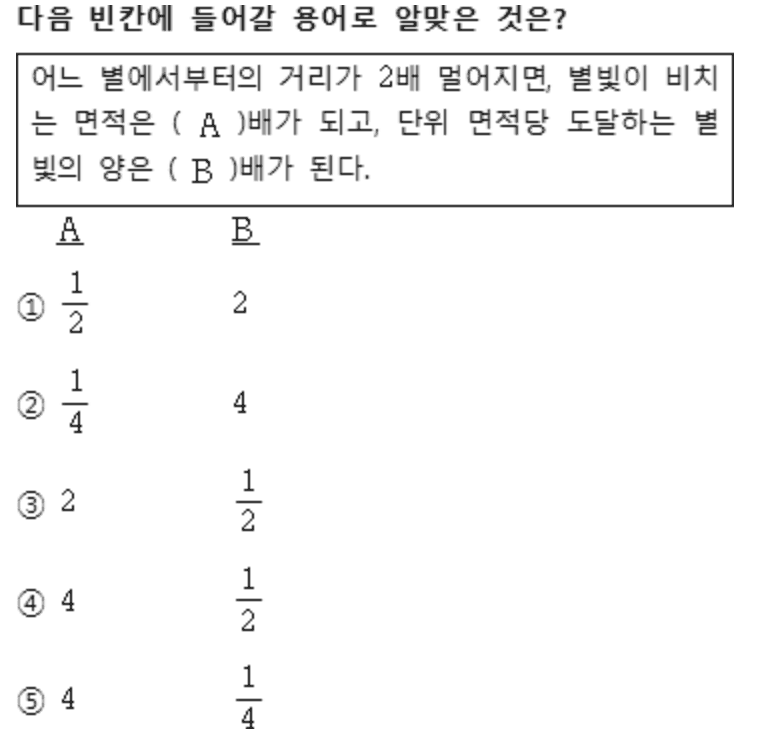 다음 빈칸에 들어갈 용어로 알맞은 것은?
어느 별에서부터의 거리가 2배 멀어지면, 별빛이 비치
는 면적은 ( A )배가 되고, 단위 면적당 도달하는 별
빛의 양은 ( B )배가 된다.
A B
① 1/2 2
② 1/4 4
③ 2 1/2
④ 4 1/2
⑤ 4 1/4